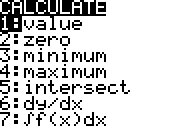 CALCULATE
1:value
2:zero
3:minimum
4:maximum
5:intersect
6:dy/dx
7:∫f(x)dx